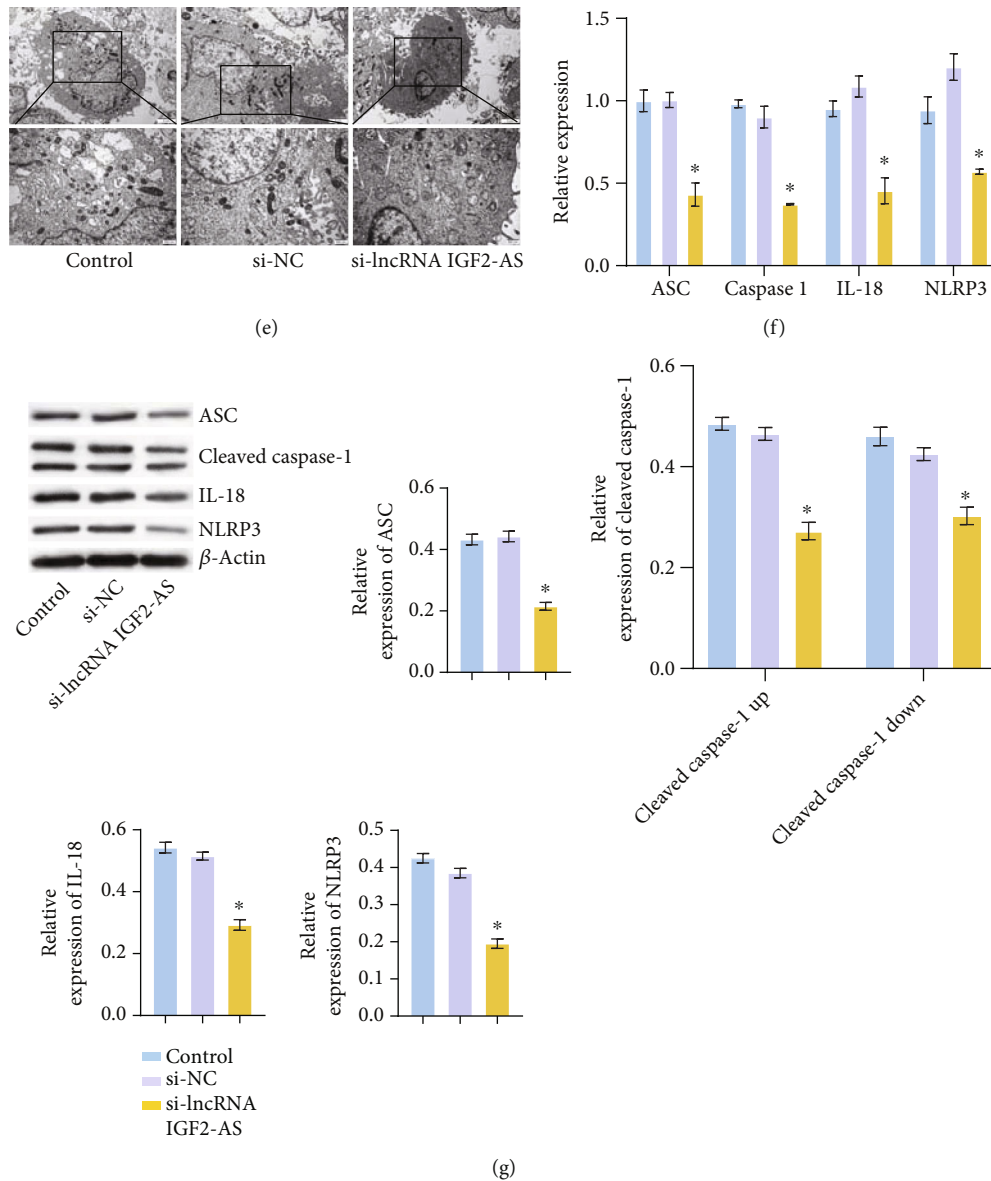 Control
si-NC
si-lncRNA IGF2-AS
(e)
Relative expression
1.5
1.0
0.5
0.0
*
*
*
*
ASC
Caspase 1
IL-18
NLRP3
(f)
ASC
Cleaved caspase-1
IL-18
NLRP3
β-Actin
Control
si-NC
si-lncRNA IGF2-AS
Relative
expression of ASC
0.6
0.4
0.2
0.0
*
Relative
expression of cleaved caspase-1
0.6
0.4
0.2
0.0
*
*
Cleaved caspase-1 up
Cleaved caspase-1 down
Relative
expression of IL-18
0.6
0.4
0.2
0.0
*
Relative
expression of NLRP3
0.5
0.4
0.3
0.2
0.1
0.0
*
Control
si-NC
si-lncRNA
IGF2-AS
(g)